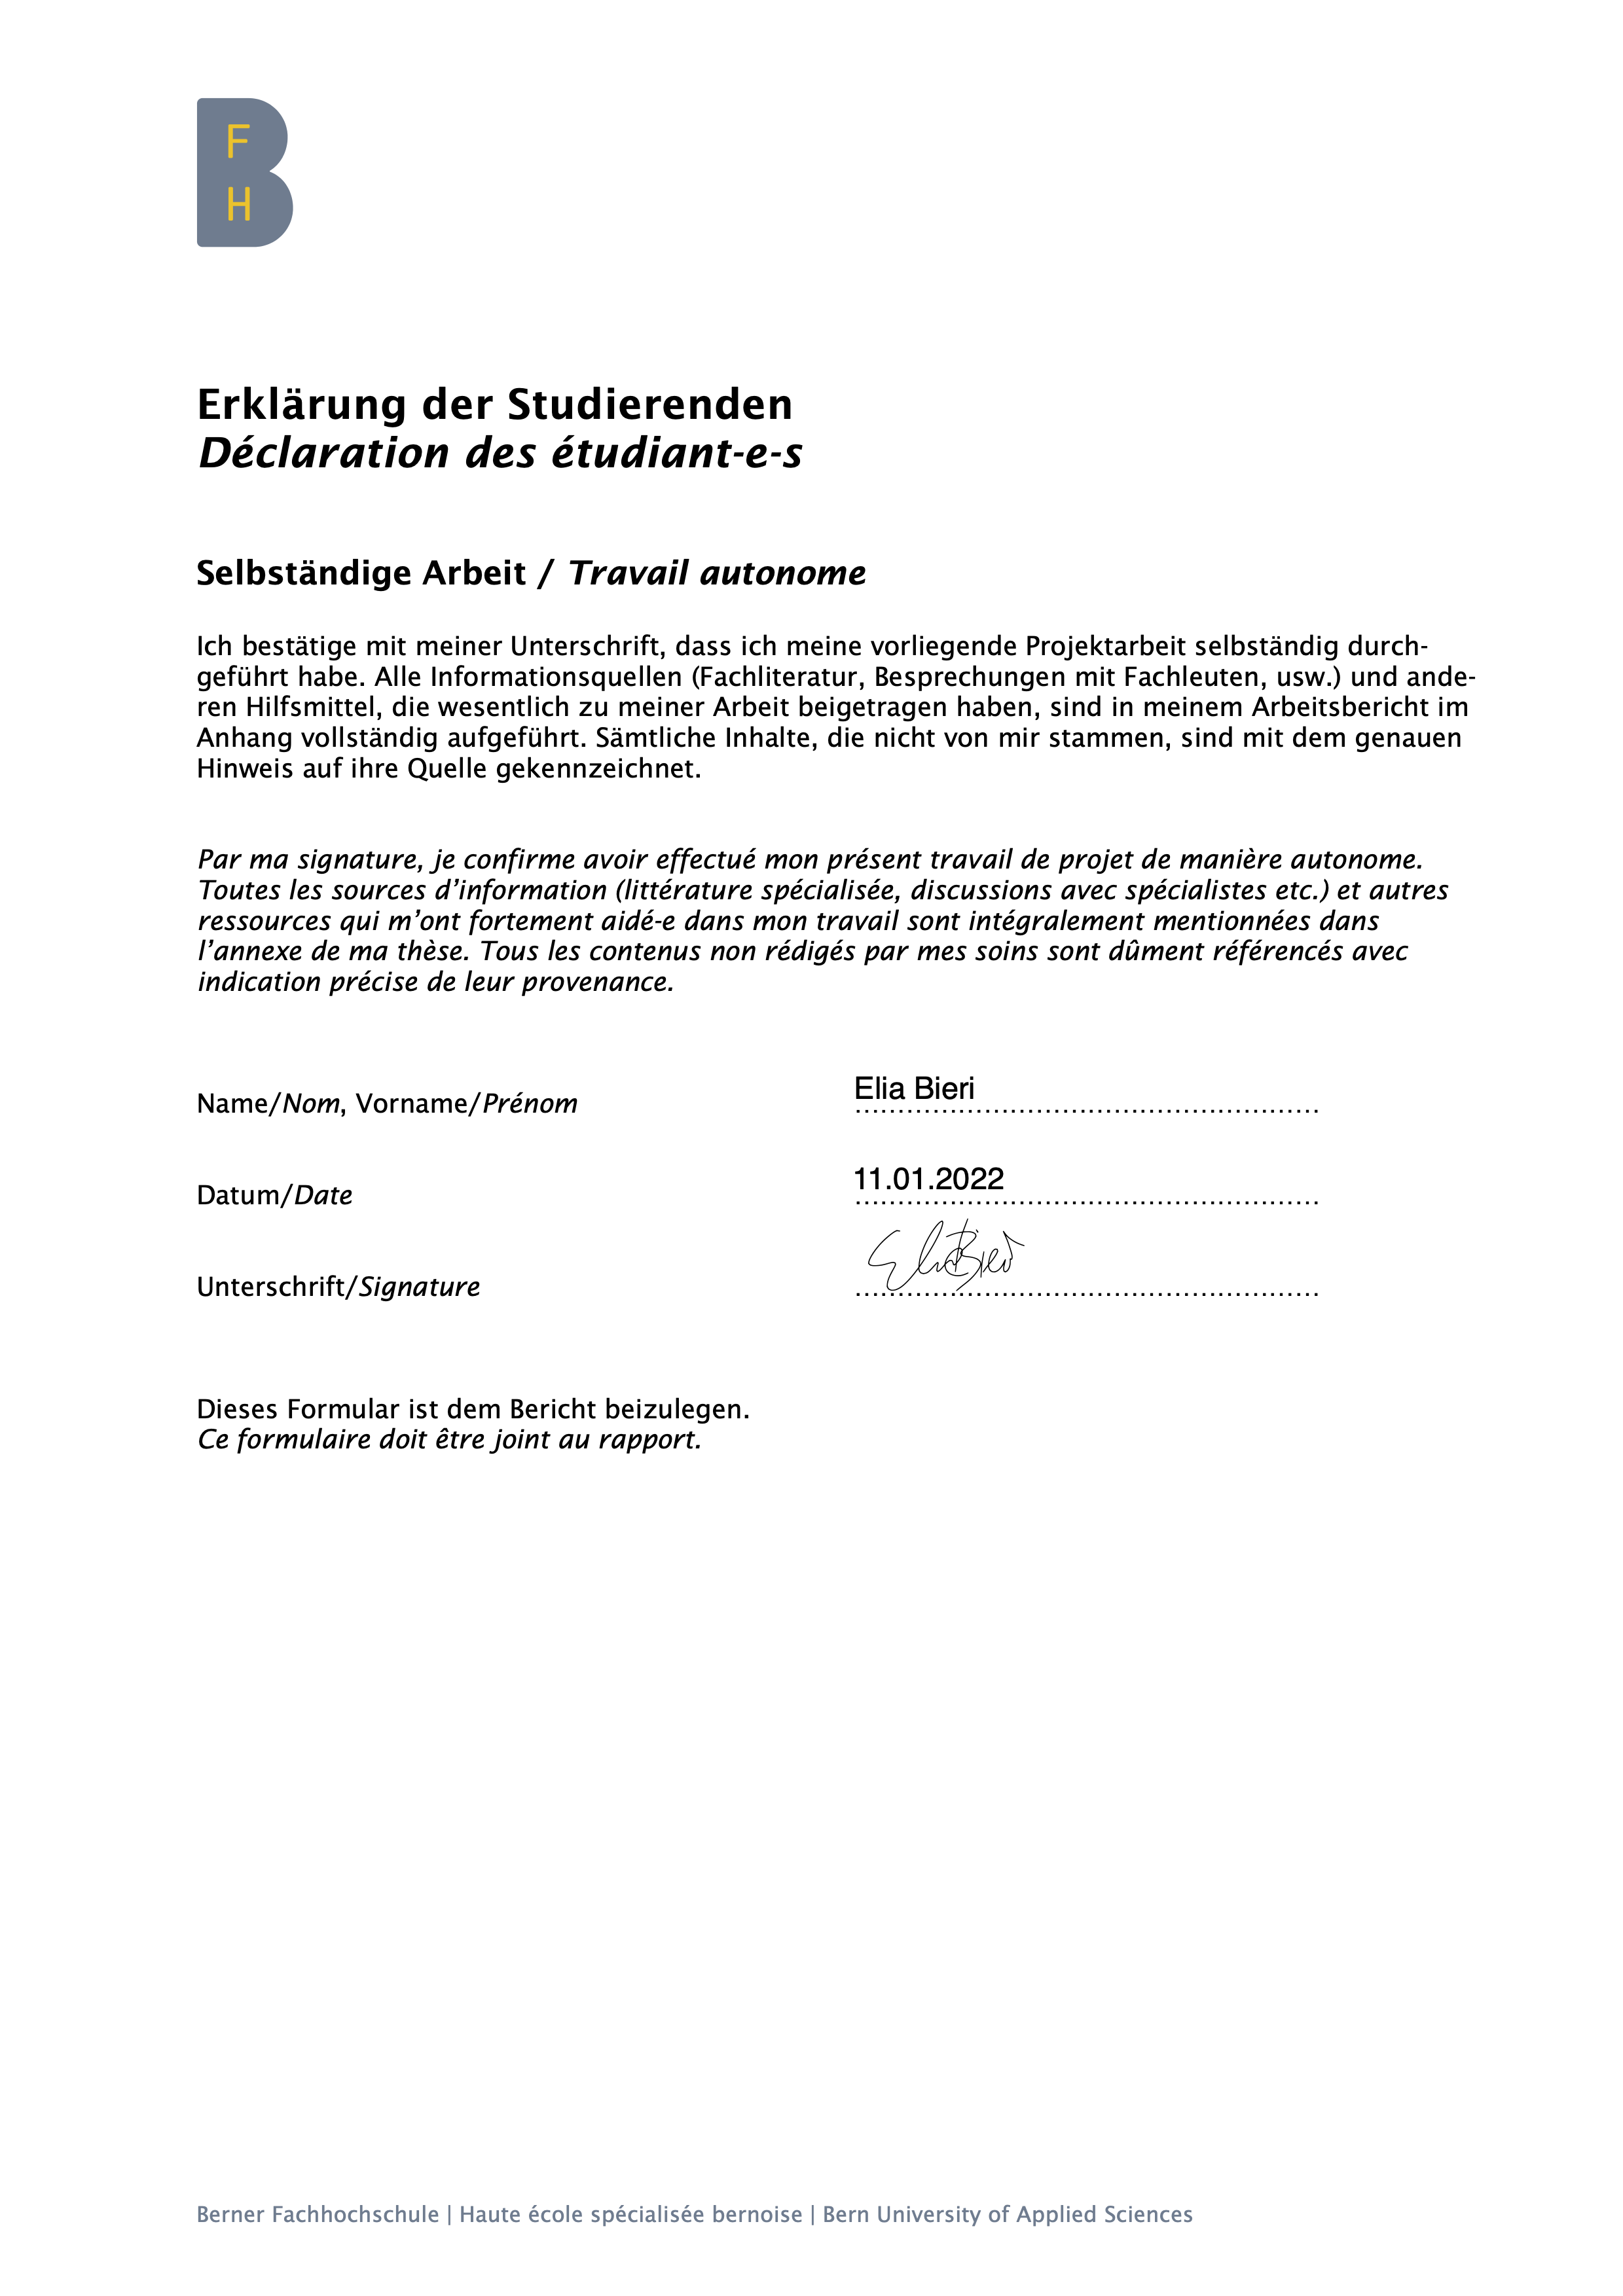 F
H
Erklärung der Studierenden
Déclaration des étudiant-e-s
Selbständige Arbeit / Travail autonome
Ich bestätige mit meiner Unterschrift, dass ich meine vorliegende Projektarbeit selbständig durch-
geführt habe. Alle Informationsquellen (Fachliteratur, Besprechungen mit Fachleuten, usw.) und ande-
ren Hilfsmittel, die wesentlich zu meiner Arbeit beigetragen haben, sind in meinem Arbeitsbericht im
Anhang vollständig aufgeführt. Sämtliche Inhalte, die nicht von mir stammen, sind mit dem genauen
Hinweis auf ihre Quelle gekennzeichnet.
Par ma signature, je confirme avoir effectué mon présent travail de projet de manière autonome.
Toutes les sources d’information (littérature spécialisée, discussions avec spécialistes etc.) et autres
ressources qui m’ont fortement aidé-e dans mon travail sont intégralement mentionnées dans
l’annexe de ma thèse. Tous les contenus non rédigés par mes soins sont dûment référencés avec
indication précise de leur provenance.
Name/Nom, Vorname/Prénom Elia Bieri
Datum/Date 11.01.2022
Unterschrift/Signature Elia Bieri
Dieses Formular ist dem Bericht beizulegen.
Ce formulaire doit être joint au rapport.
Berner Fachhochschule | Haute école spécialisée bernoise | Bern University of Applied Sciences